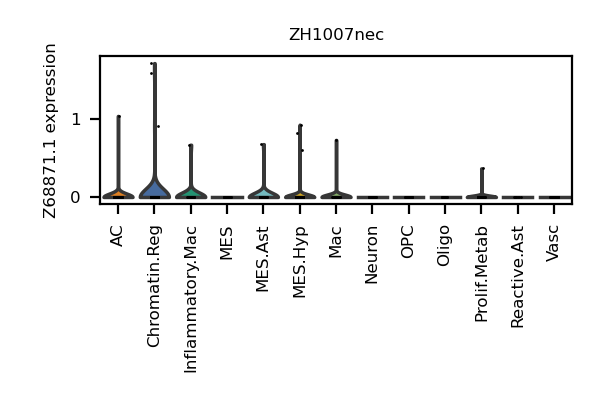 ZH1007nec
Z68871.1 expression
1
0
AC
Chromatin.Reg
Inflammatory.Mac
MES
MES.Ast
MES.Hyp
Mac
Neuron
OPC
Oligo
Prolif.Metab
Reactive.Ast
Vasc